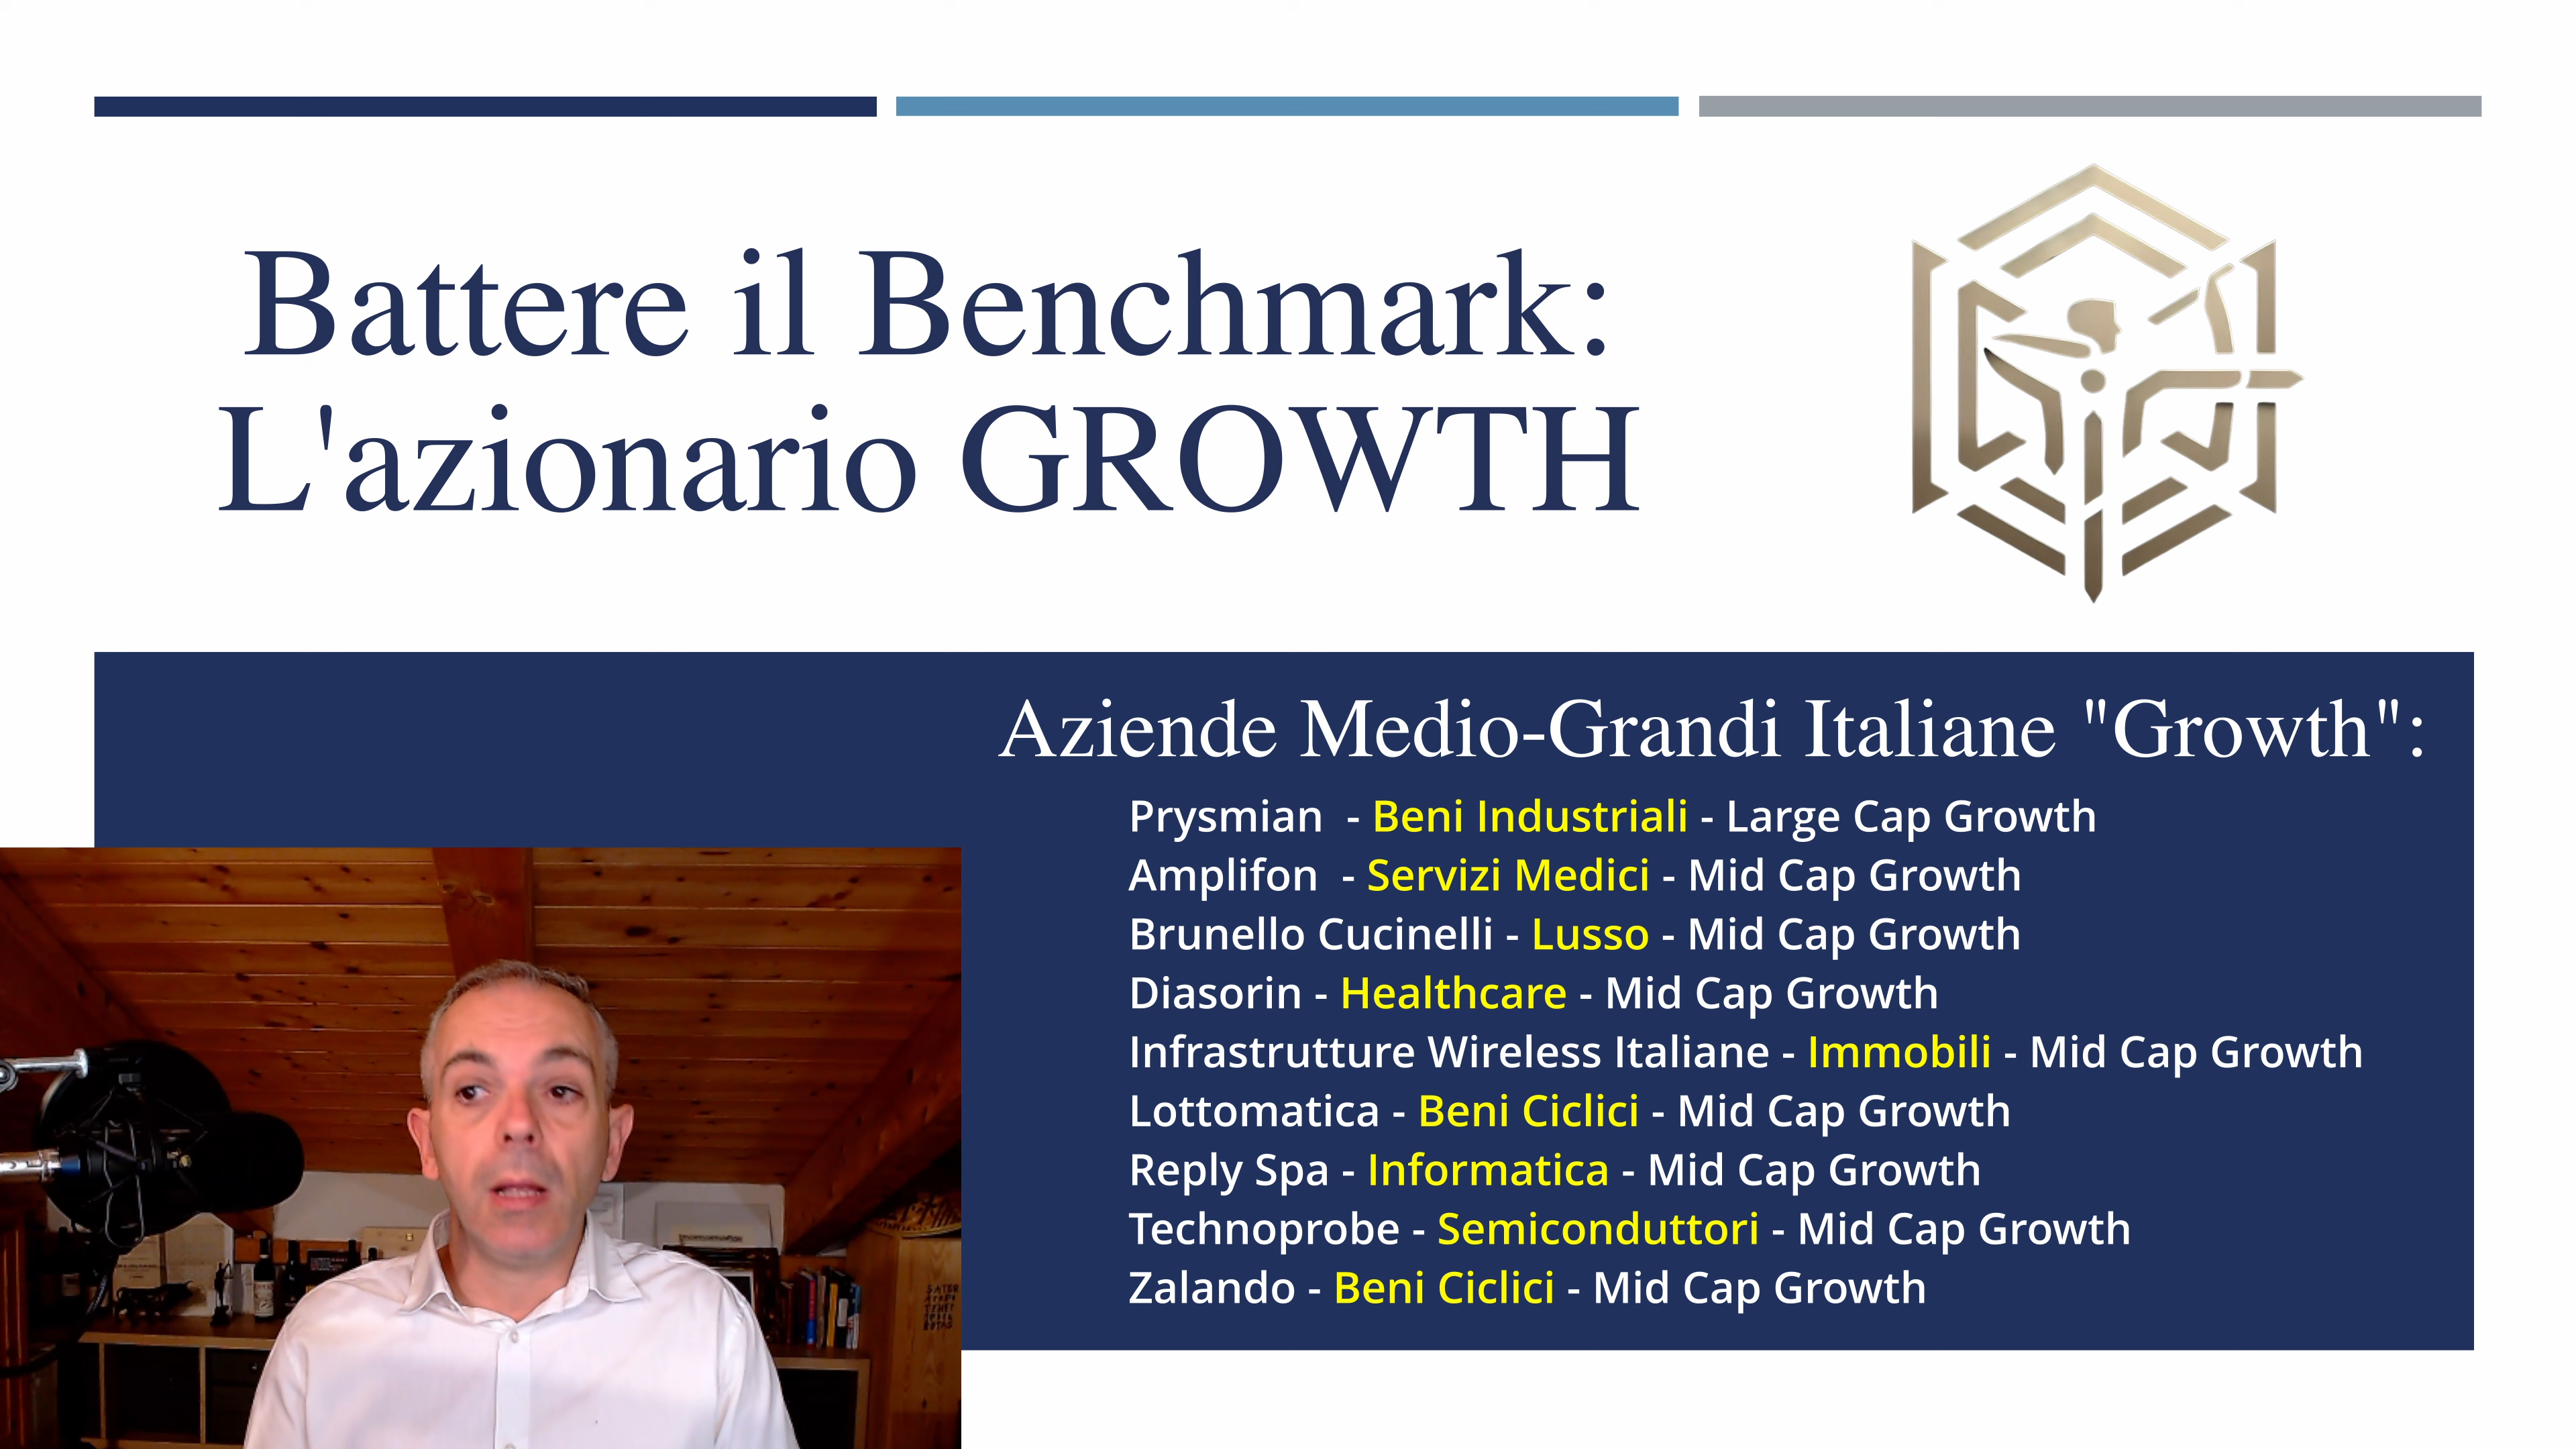 Battere il Benchmark:
L'azionario GROWTH
Aziende Medio-Grandi Italiane "Growth":
Prysmian - Beni Industriali - Large Cap Growth
Amplifon - Servizi Medici - Mid Cap Growth
Brunello Cucinelli - Lusso - Mid Cap Growth
Diasorin - Healthcare - Mid Cap Growth
Infrastrutture Wireless Italiane - Immobili - Mid Cap Growth
Lottomatica - Beni Ciclici - Mid Cap Growth
Reply Spa - Informatica - Mid Cap Growth
Technoprobe - Semiconduttori - Mid Cap Growth
Zalando - Beni Ciclici - Mid Cap Growth